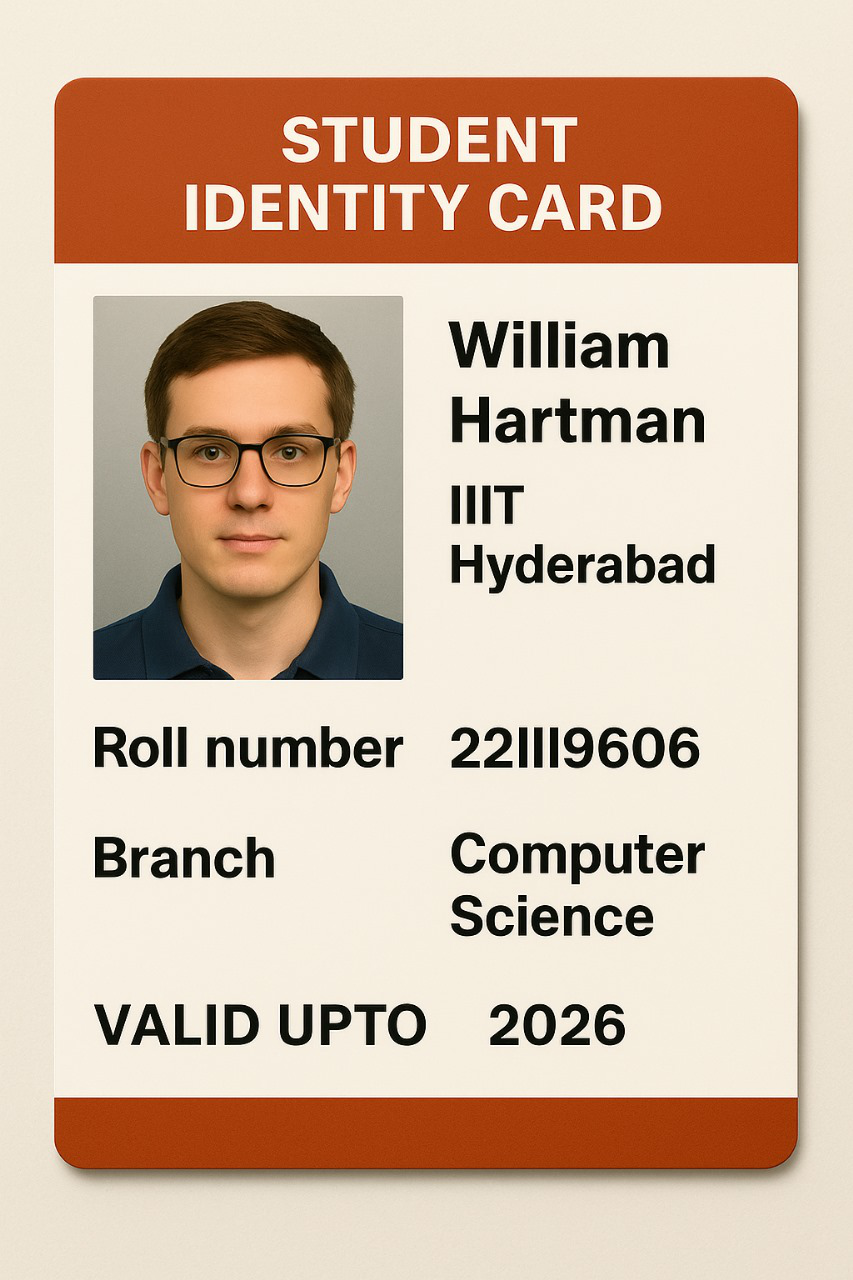 STUDENT
IDENTITY CARD
William
Hartman
IIIT
Hyderabad
Roll number 22III9606
Branch Computer
Science
VALID UPTO 2026